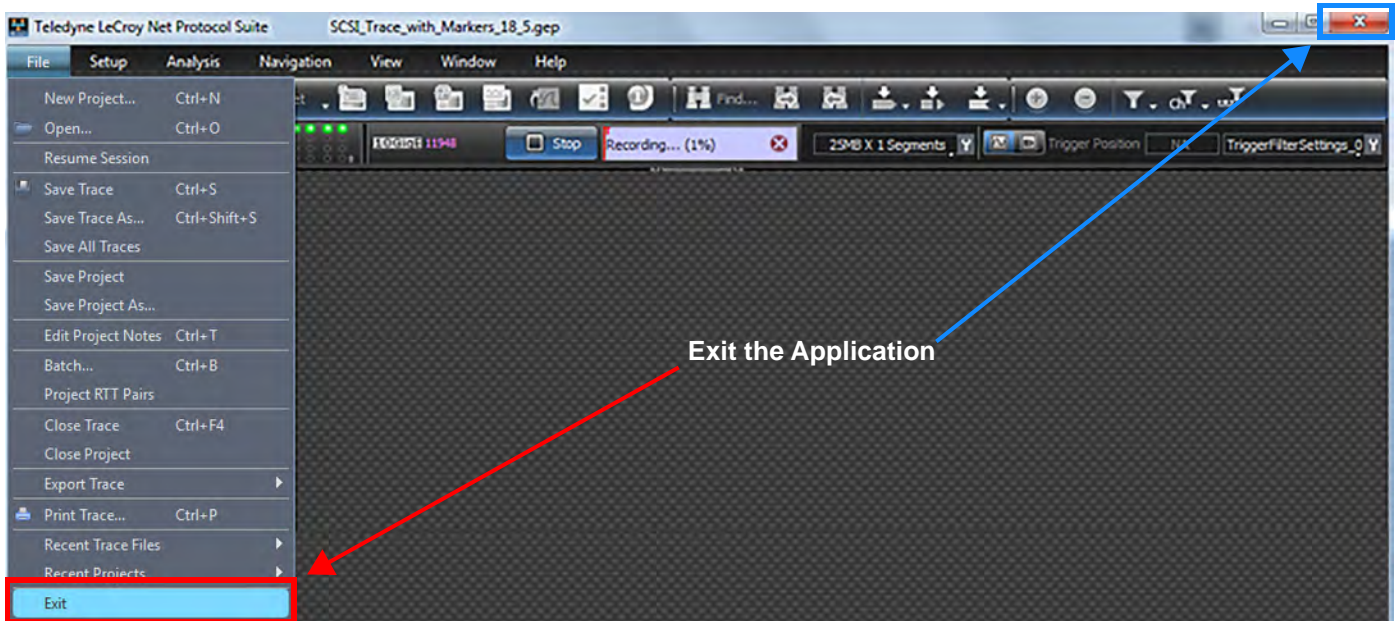 Teledyne LeCroy Net Protocol Suite SCSI_Trace_with_Markers_18_5.gep
File Setup Analysis Navigation View Window Help
New Project... Ctrl+N
Open... Ctrl+O
Find...
Resume Session
Stop Recording... (1%) 25MB X 1 Segments Trigger Position NA TriggerFilterSettings_0
Save Trace Ctrl+S
Save Trace As... Ctrl+Shift+S
Save All Traces
Save Project
Save Project As...
Edit Project Notes Ctrl+T
Exit the Application
Batch... Ctrl+B
Project RTT Pairs
Close Trace Ctrl+F4
Close Project
Export Trace
Print Trace... Ctrl+P
Recent Trace Files
Recent Projects
Exit